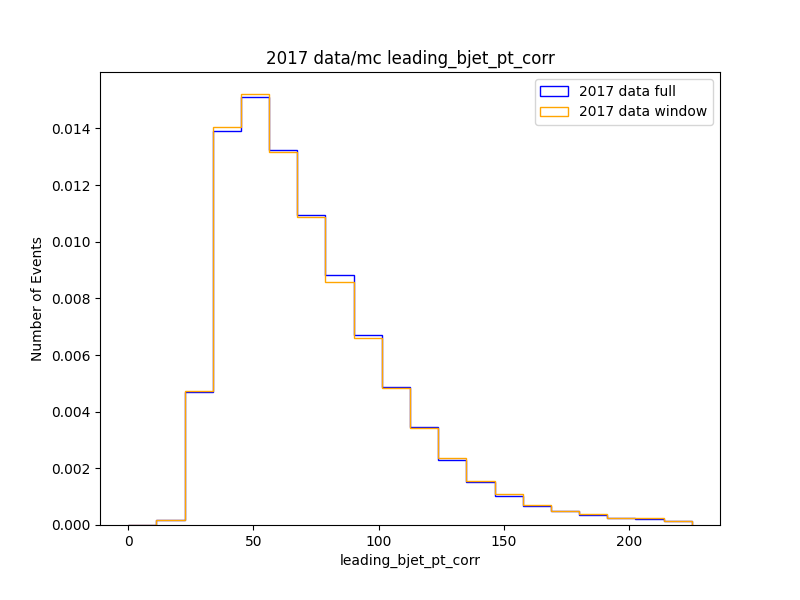 2017 data/mc leading_bjet_pt_corr
2017 data full
2017 data window
Number of Events
0.014
0.012
0.010
0.008
0.006
0.004
0.002
0.000
0 50 100 150 200
leading_bjet_pt_corr